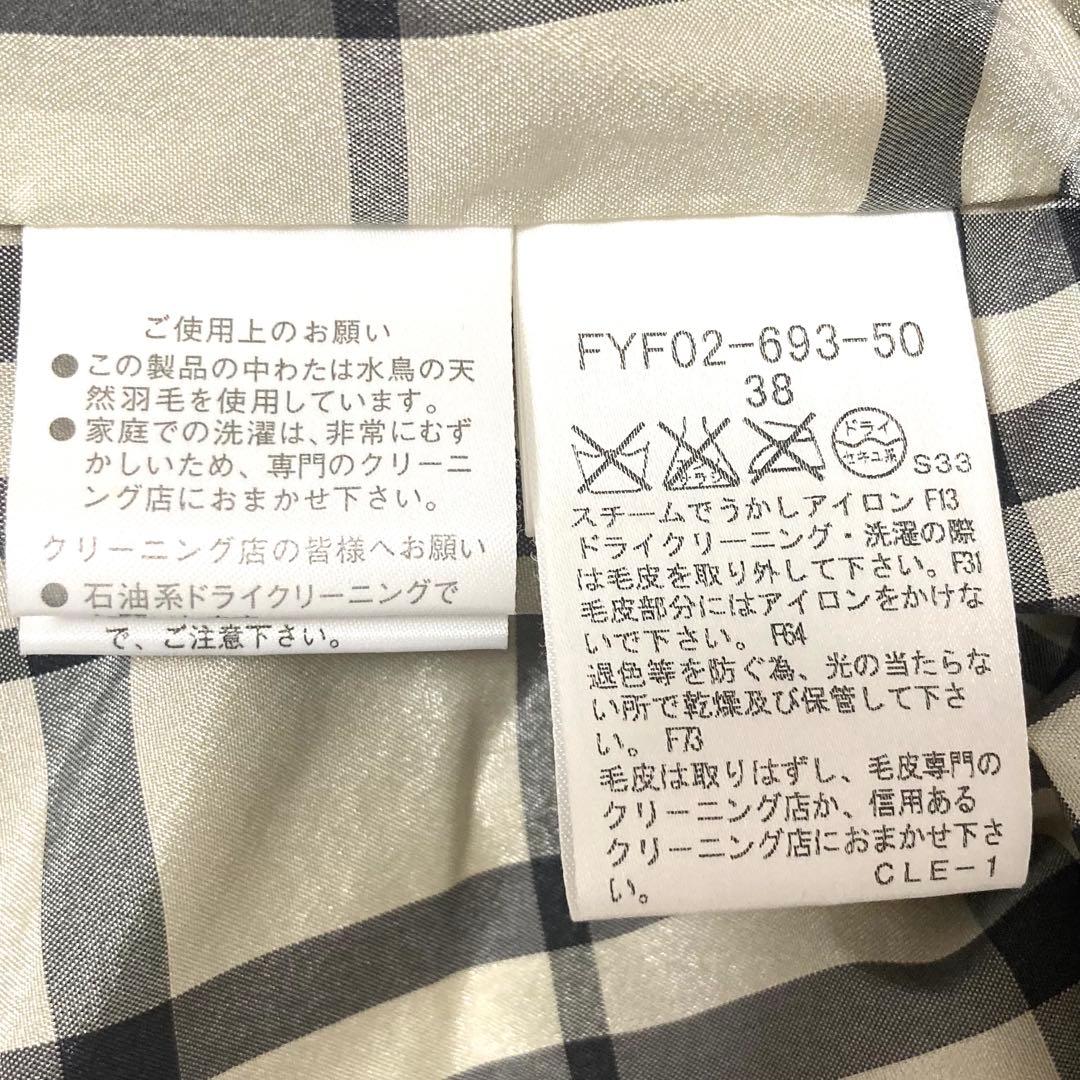 ご使用上のお願い
●この製品の中わたは水鳥の天
然羽毛を使用しています。
●家庭での洗濯は、非常にむず
かしいため、専門のクリーニ
ング店におまかせ下さい。
クリーニング店の皆様へお願い
●石油系ドライクリーニングで
で、ご注意下さい。
FYF02-693-50
38
ドライ
セキユ系
S33
スチームでうかしアイロン F13
ドライクリーニング・洗濯の際
は毛皮を取り外して下さい。F31
毛皮部分にはアイロンをかけな
いで下さい。F64
退色等を防ぐ為、光の当たらな
い所で乾燥及び保管して下さ
い。F73
毛皮は取りはずし、毛皮専門の
クリーニング店か、信用ある
クリーニング店におまかせ下さ
い。
CLE-1